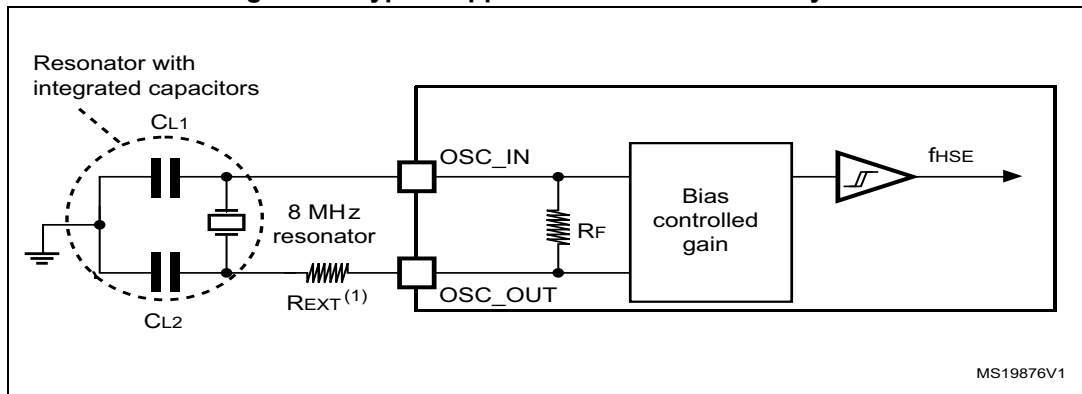 Resonator with
integrated capacitors
CL1
OSC_IN
fHSE
8 MHz
resonator
RF
Bias
controlled
gain
REXT(1)
OSC_OUT
CL2
MS19876V1